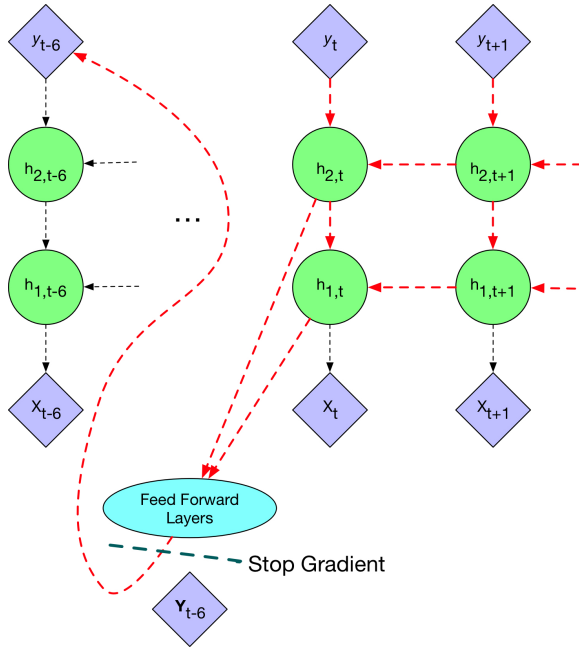 yt-6 yt yt+1
h2,t-6 h2,t h2,t+1
...
h1,t-6 h1,t h1,t+1
Xt-6 Xt Xt+1
Feed Forward
Layers
Stop Gradient
Yt-6